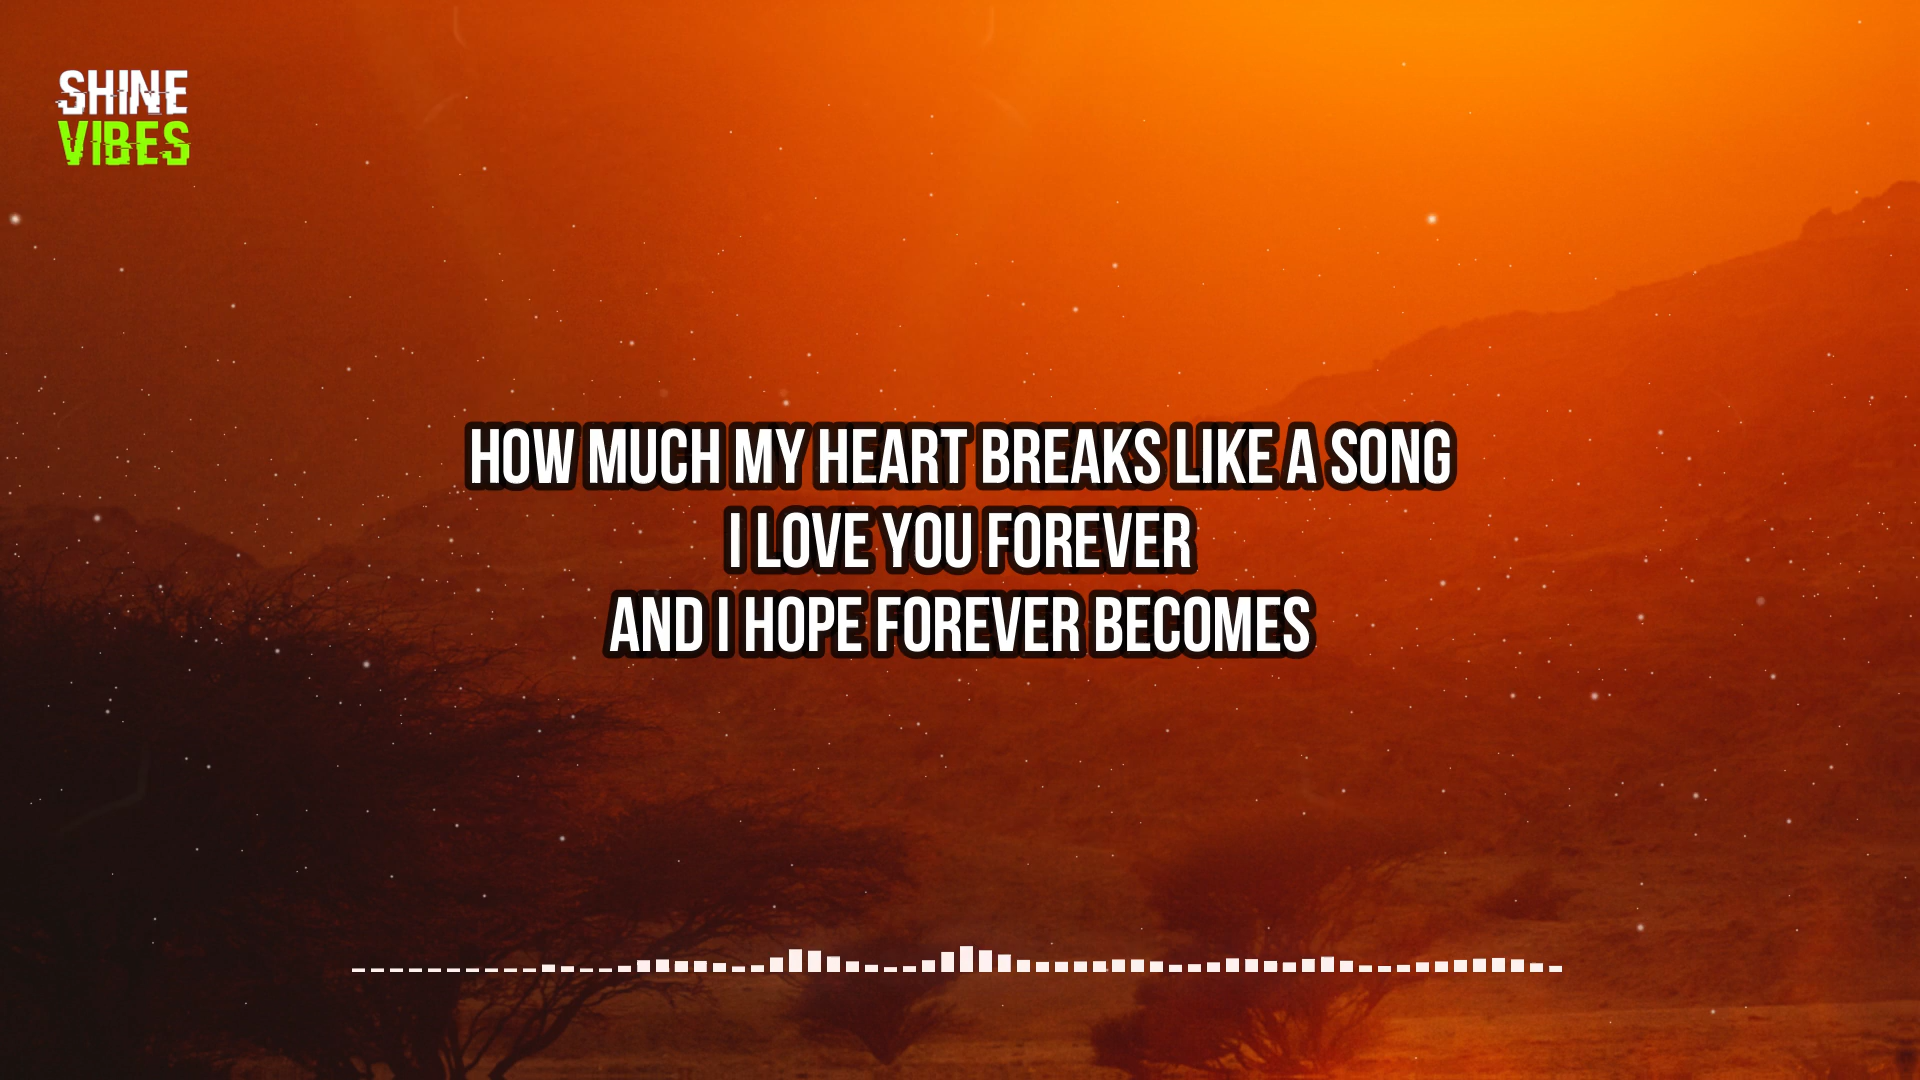 SHINE
VIBES
HOW MUCH MY HEART BREAKS LIKE A SONG
I LOVE YOU FOREVER
AND I HOPE FOREVER BECOMES